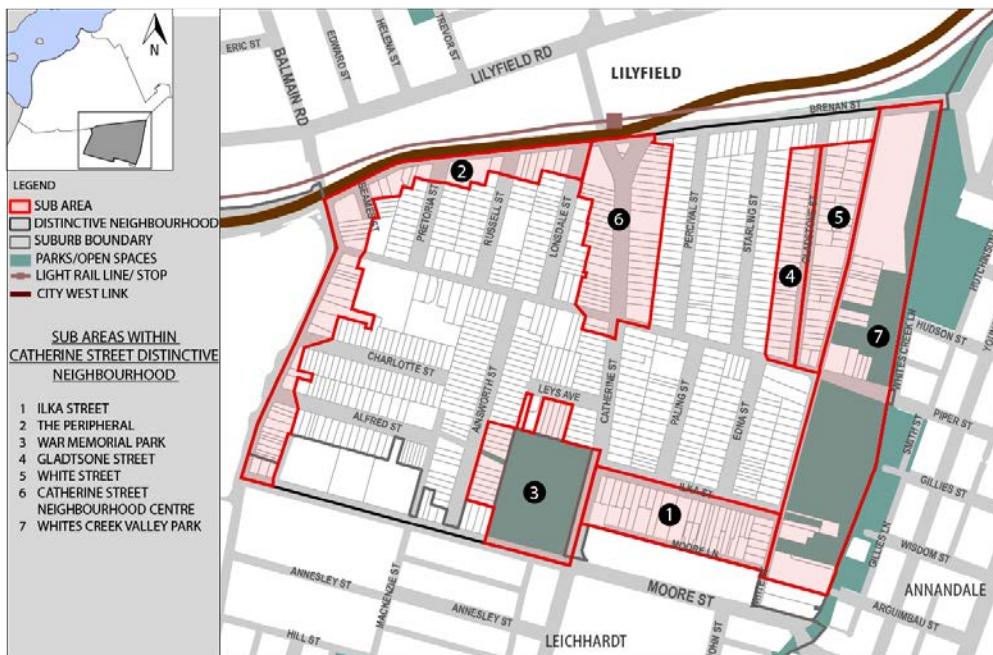 N
LEGEND
SUB AREA
DISTINCTIVE NEIGHBOURHOOD
SUBURB BOUNDARY
PARKS/OPEN SPACES
LIGHT RAIL LINE/ STOP
CITY WEST LINK
SUB AREAS WITHIN
CATHERINE STREET DISTINCTIVE
NEIGHBOURHOOD
1 ILKA STREET
2 THE PERIPHERAL
3 WAR MEMORIAL PARK
4 GLADTSONE STREET
5 WHITE STREET
6 CATHERINE STREET
NEIGHBOURHOOD CENTRE
7 WHITES CREEK VALLEY PARK
ERIC ST
BALMAIN RD
EDWARD ST
HELENA ST
TREVOR ST
LILYFIELD RD
LILYFIELD
BRENAN ST
2
PRETORIA ST
RUSSELL ST
LONSDALE ST
6
PERCIVAL ST
STARLING ST
GLADSTONE ST
5
4
7
WHITES CREEK LN
HUTCHINSON
HUDSON ST
PIPER ST
SMITH ST
GILLIES ST
GILLIES LN
WISDOM ST
ANNANDALE
ARGUIMBAU ST
CHARLOTTE ST
ALFRED ST
AINSWORTH ST
LEYS AVE
CATHERINE ST
PALING ST
EDNA ST
3
ILKA ST
1
MOORE LN
MOORE ST
ANNESLEY ST
MACKENZIE ST
ANNESLEY ST
HILL ST
LEICHHARDT